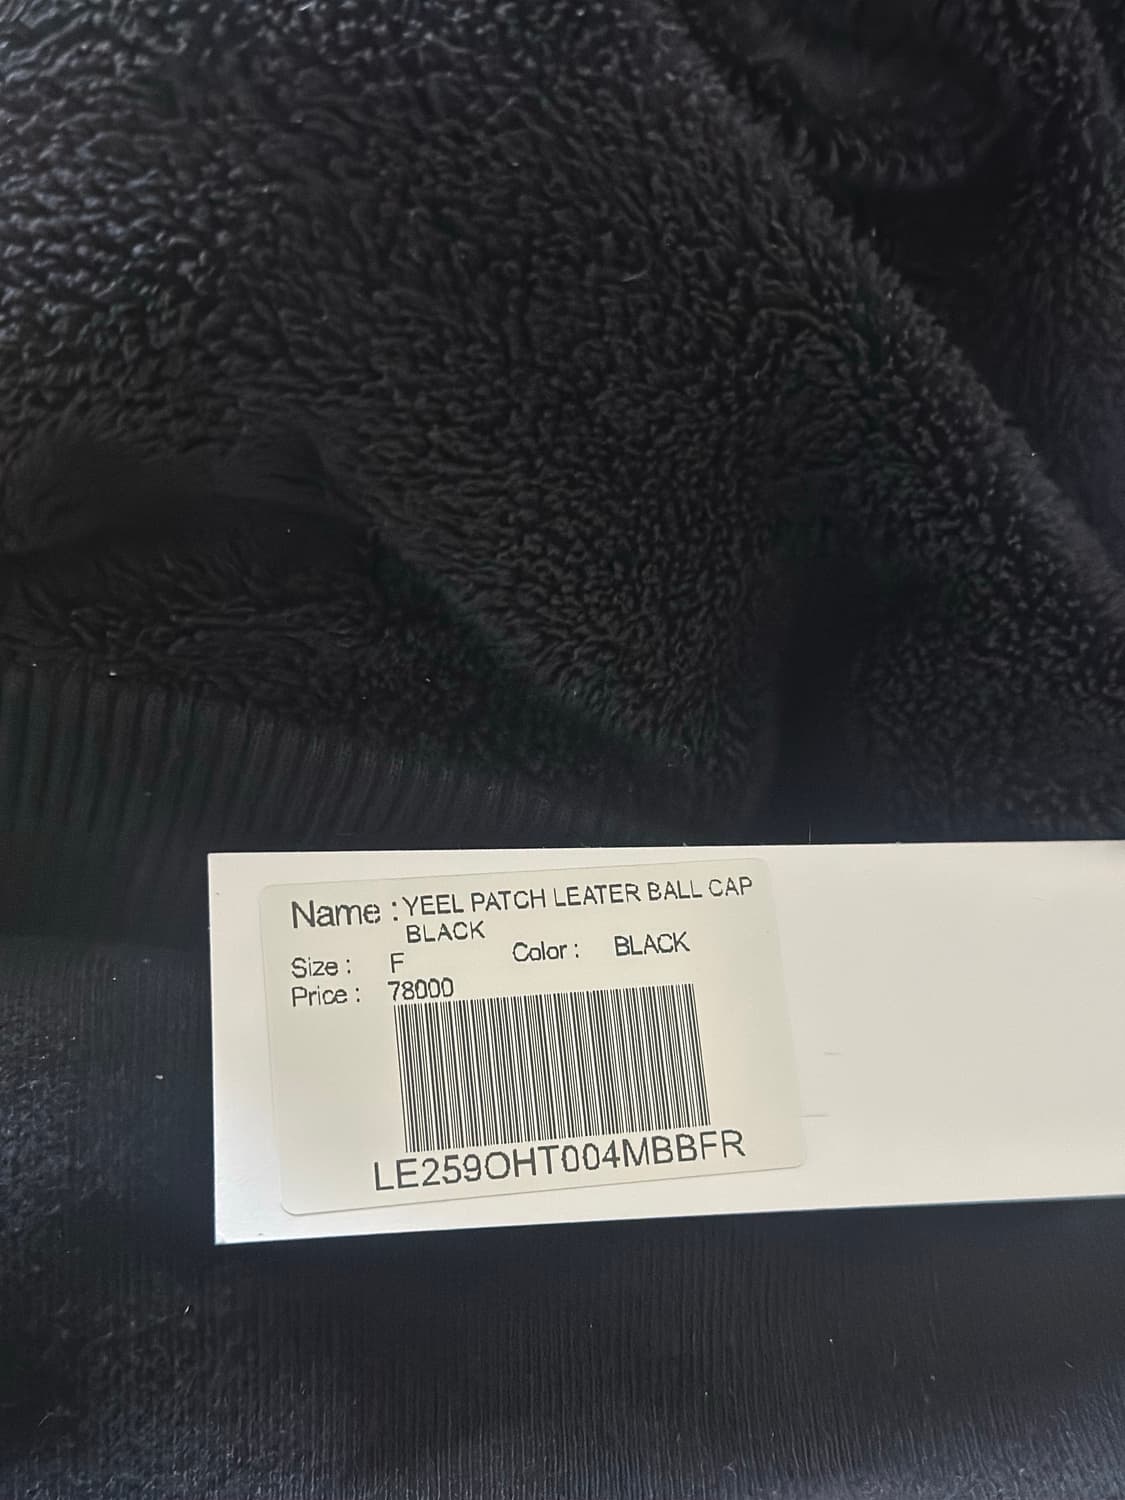 Name : YEEL PATCH LEATER BALL CAP
BLACK
Size : F Color : BLACK
Price : 78000
LE259OHT004MBBFR